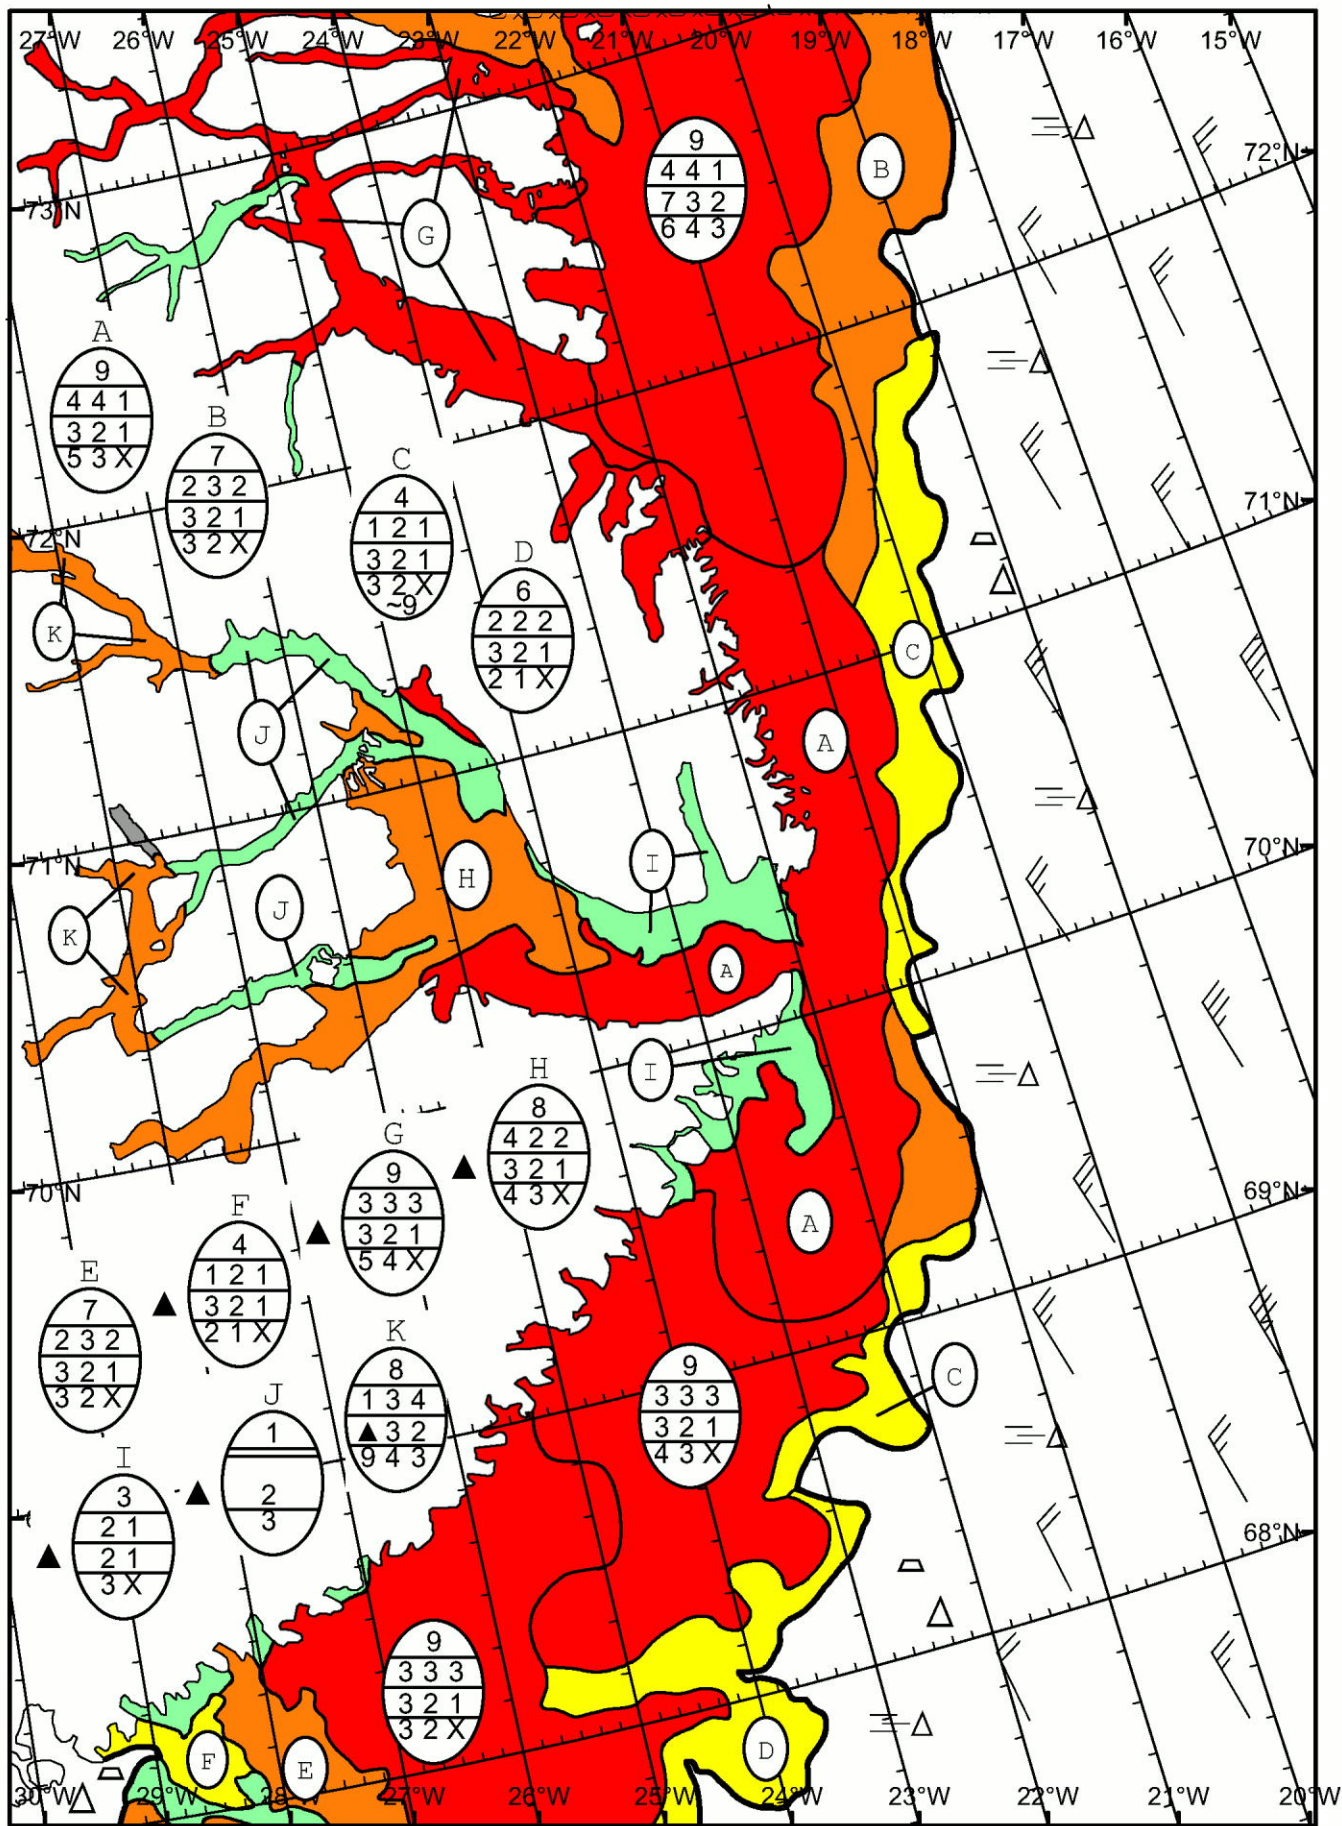 27°W 26°W 25°W 24°W 23°W 22°W 21°W 20°W 19°W 18°W 17°W 16°W 15°W
72°N
9
4 4 1
7 3 2
6 4 3
B
73°N
G
A
9
4 4 1
3 2 1
5 3 X
B
7
2 3 2
3 2 1
3 2 X
C
4
1 2 1
3 2 1
3 2 X
~9
71°N
72°N
D
6
2 2 2
3 2 1
2 1 X
K
C
J
A
70°N
71°N
I
H
J
K
A
I
H
8
4 2 2
3 2 1
4 3 X
G
9
3 3 3
3 2 1
5 4 X
69°N
70°N
A
F
4
1 2 1
3 2 1
2 1 X
E
7
2 3 2
3 2 1
3 2 X
K
8
1 3 4
▲ 3 2
9 4 3
9
3 3 3
3 2 1
4 3 X
C
J
1
2
3
I
3
2 1
2 1
3 X
68°N
9
3 3 3
3 2 1
3 2 X
F
E
D
30°W 29°W 28°W 27°W 26°W 25°W 24°W 23°W 22°W 21°W 20°W